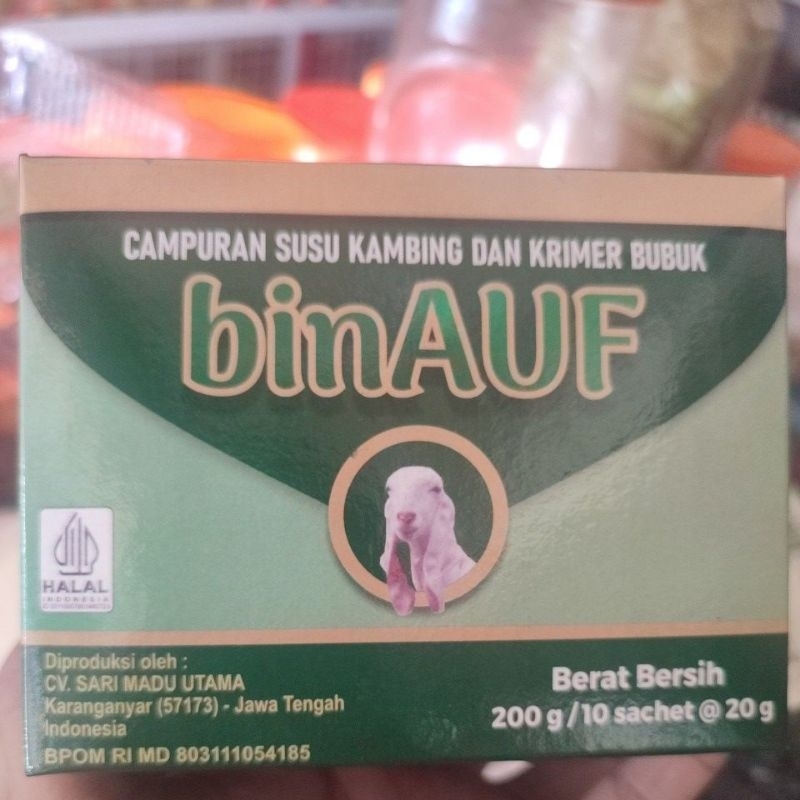 CAMPURAN SUSU KAMBING DAN KRIMER BUBUK
binAUF
HALAL
INDONESIA
Diproduksi oleh :
CV. SARI MADU UTAMA
Karanganyar (57173) - Jawa Tengah
Indonesia
BPOM RI MD 803111054185
Berat Bersih
200 g/10 sachet @ 20 g